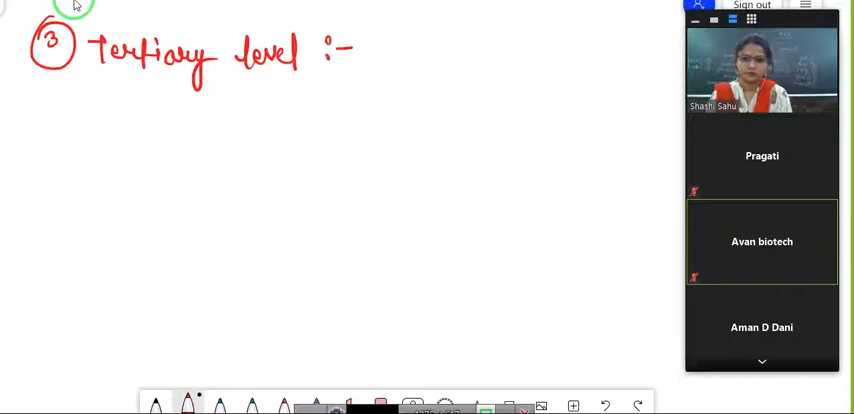 Sign out
③ Tertiary level :-
Shashi Sahu
Pragati
Avan biotech
Aman D Dani